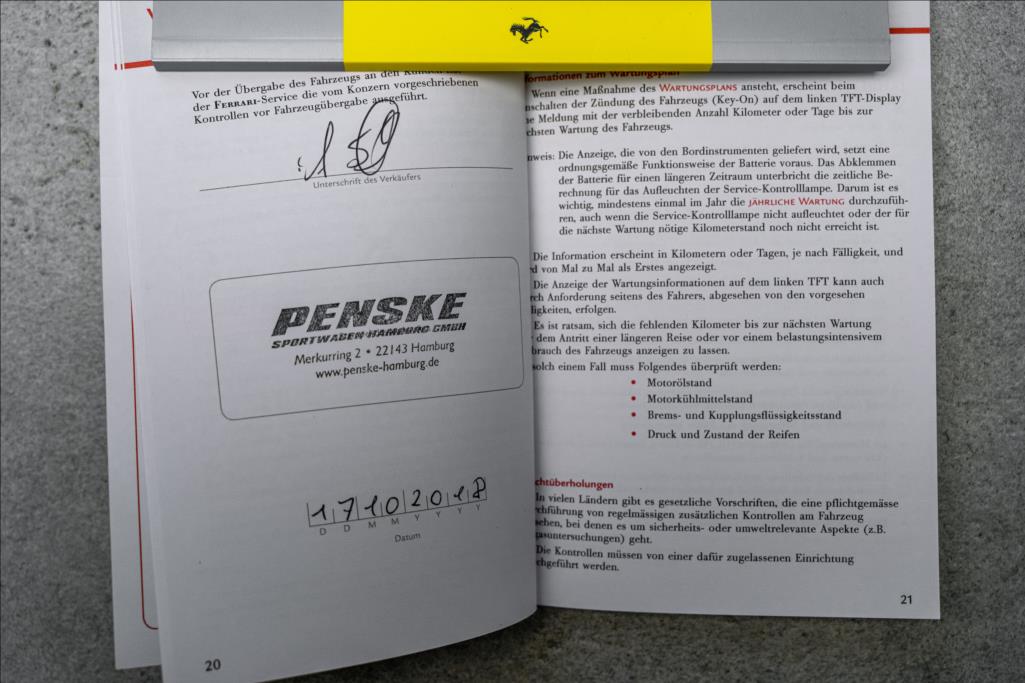 Vor der Übergabe des Fahrzeugs an den Kunden
der FERRARI-Service die vom Konzern vorgeschriebenen
Kontrollen vor Fahrzeugübergabe ausgeführt.
Unterschrift des Verkäufers
PENSKE
SPORTWAGEN HAMBURG GMBH
Merkurring 2 • 22143 Hamburg
www.penske-hamburg.de
17102018
D D M M Y Y Y Y
Datum
20
ormationen zum Wartungsplan
Wenn eine Maßnahme des WARTUNGSPLANS ansteht, erscheint beim
nschalten der Zündung des Fahrzeugs (Key-On) auf dem linken TFT-Display
e Meldung mit der verbleibenden Anzahl Kilometer oder Tage bis zur
chsten Wartung des Fahrzeugs.
nweis: Die Anzeige, die von den Bordinstrumenten geliefert wird, setzt eine
ordnungsgemäße Funktionsweise der Batterie voraus. Das Abklemmen
der Batterie für einen längeren Zeitraum unterbricht die zeitliche Be-
rechnung für das Aufleuchten der Service-Kontrolllampe. Darum ist es
wichtig, mindestens einmal im Jahr die JÄHRLICHE WARTUNG durchzufüh-
ren, auch wenn die Service-Kontrolllampe nicht aufleuchtet oder der für
die nächste Wartung nötige Kilometerstand noch nicht erreicht ist.
Die Information erscheint in Kilometern oder Tagen, je nach Fälligkeit, und
d von Mal zu Mal als Erstes angezeigt.
Die Anzeige der Wartungsinformationen auf dem linken TFT kann auch
rch Anforderung seitens des Fahrers, abgesehen von den vorgesehen
ligkeiten, erfolgen.
Es ist ratsam, sich die fehlenden Kilometer bis zur nächsten Wartung
dem Antritt einer längeren Reise oder vor einem belastungsintensivem
brauch des Fahrzeugs anzeigen zu lassen.
solch einem Fall muss Folgendes überprüft werden:
• Motorölstand
• Motorkühlmittelstand
• Brems- und Kupplungsflüssigkeitsstand
• Druck und Zustand der Reifen
chtüberholungen
In vielen Ländern gibt es gesetzliche Vorschriften, die eine pflichtgemässe
rchführung von regelmässigen zusätzlichen Kontrollen am Fahrzeug
sehen, bei denen es um sicherheits- oder umweltrelevante Aspekte (z.B.
gasuntersuchungen) geht.
Die Kontrollen müssen von einer dafür zugelassenen Einrichtung
chgeführt werden.
21